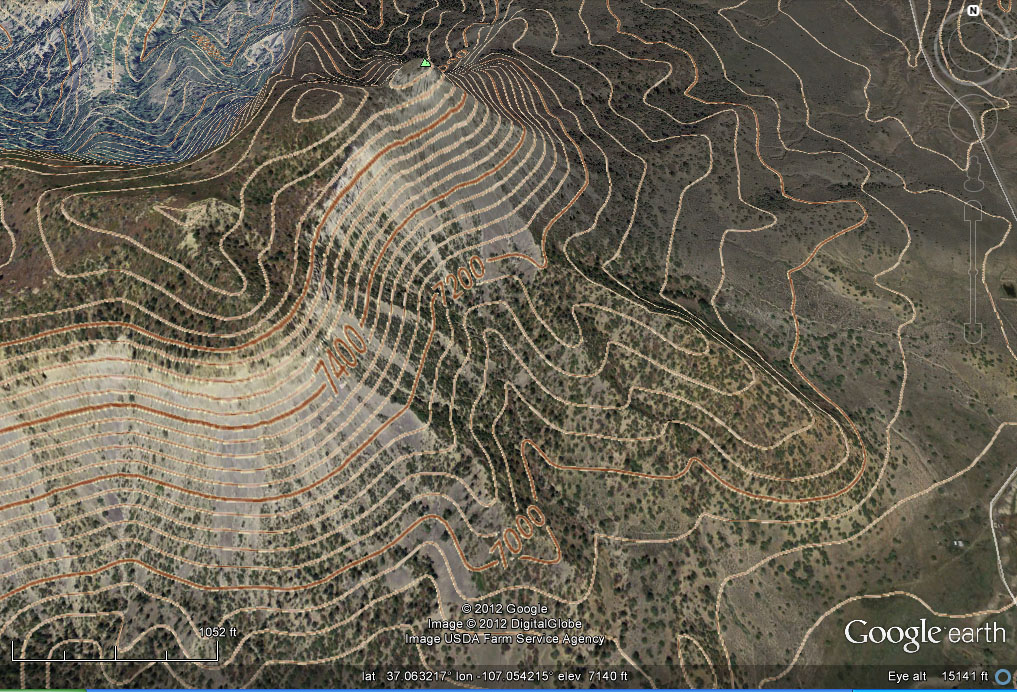 N
7200
7400
7000
© 2012 Google
Image © 2012 DigitalGlobe
Image USDA Farm Service Agency
1052 ft
Google earth
lat 37.063217° lon -107.054215° elev 7140 ft
Eye alt 15141 ft